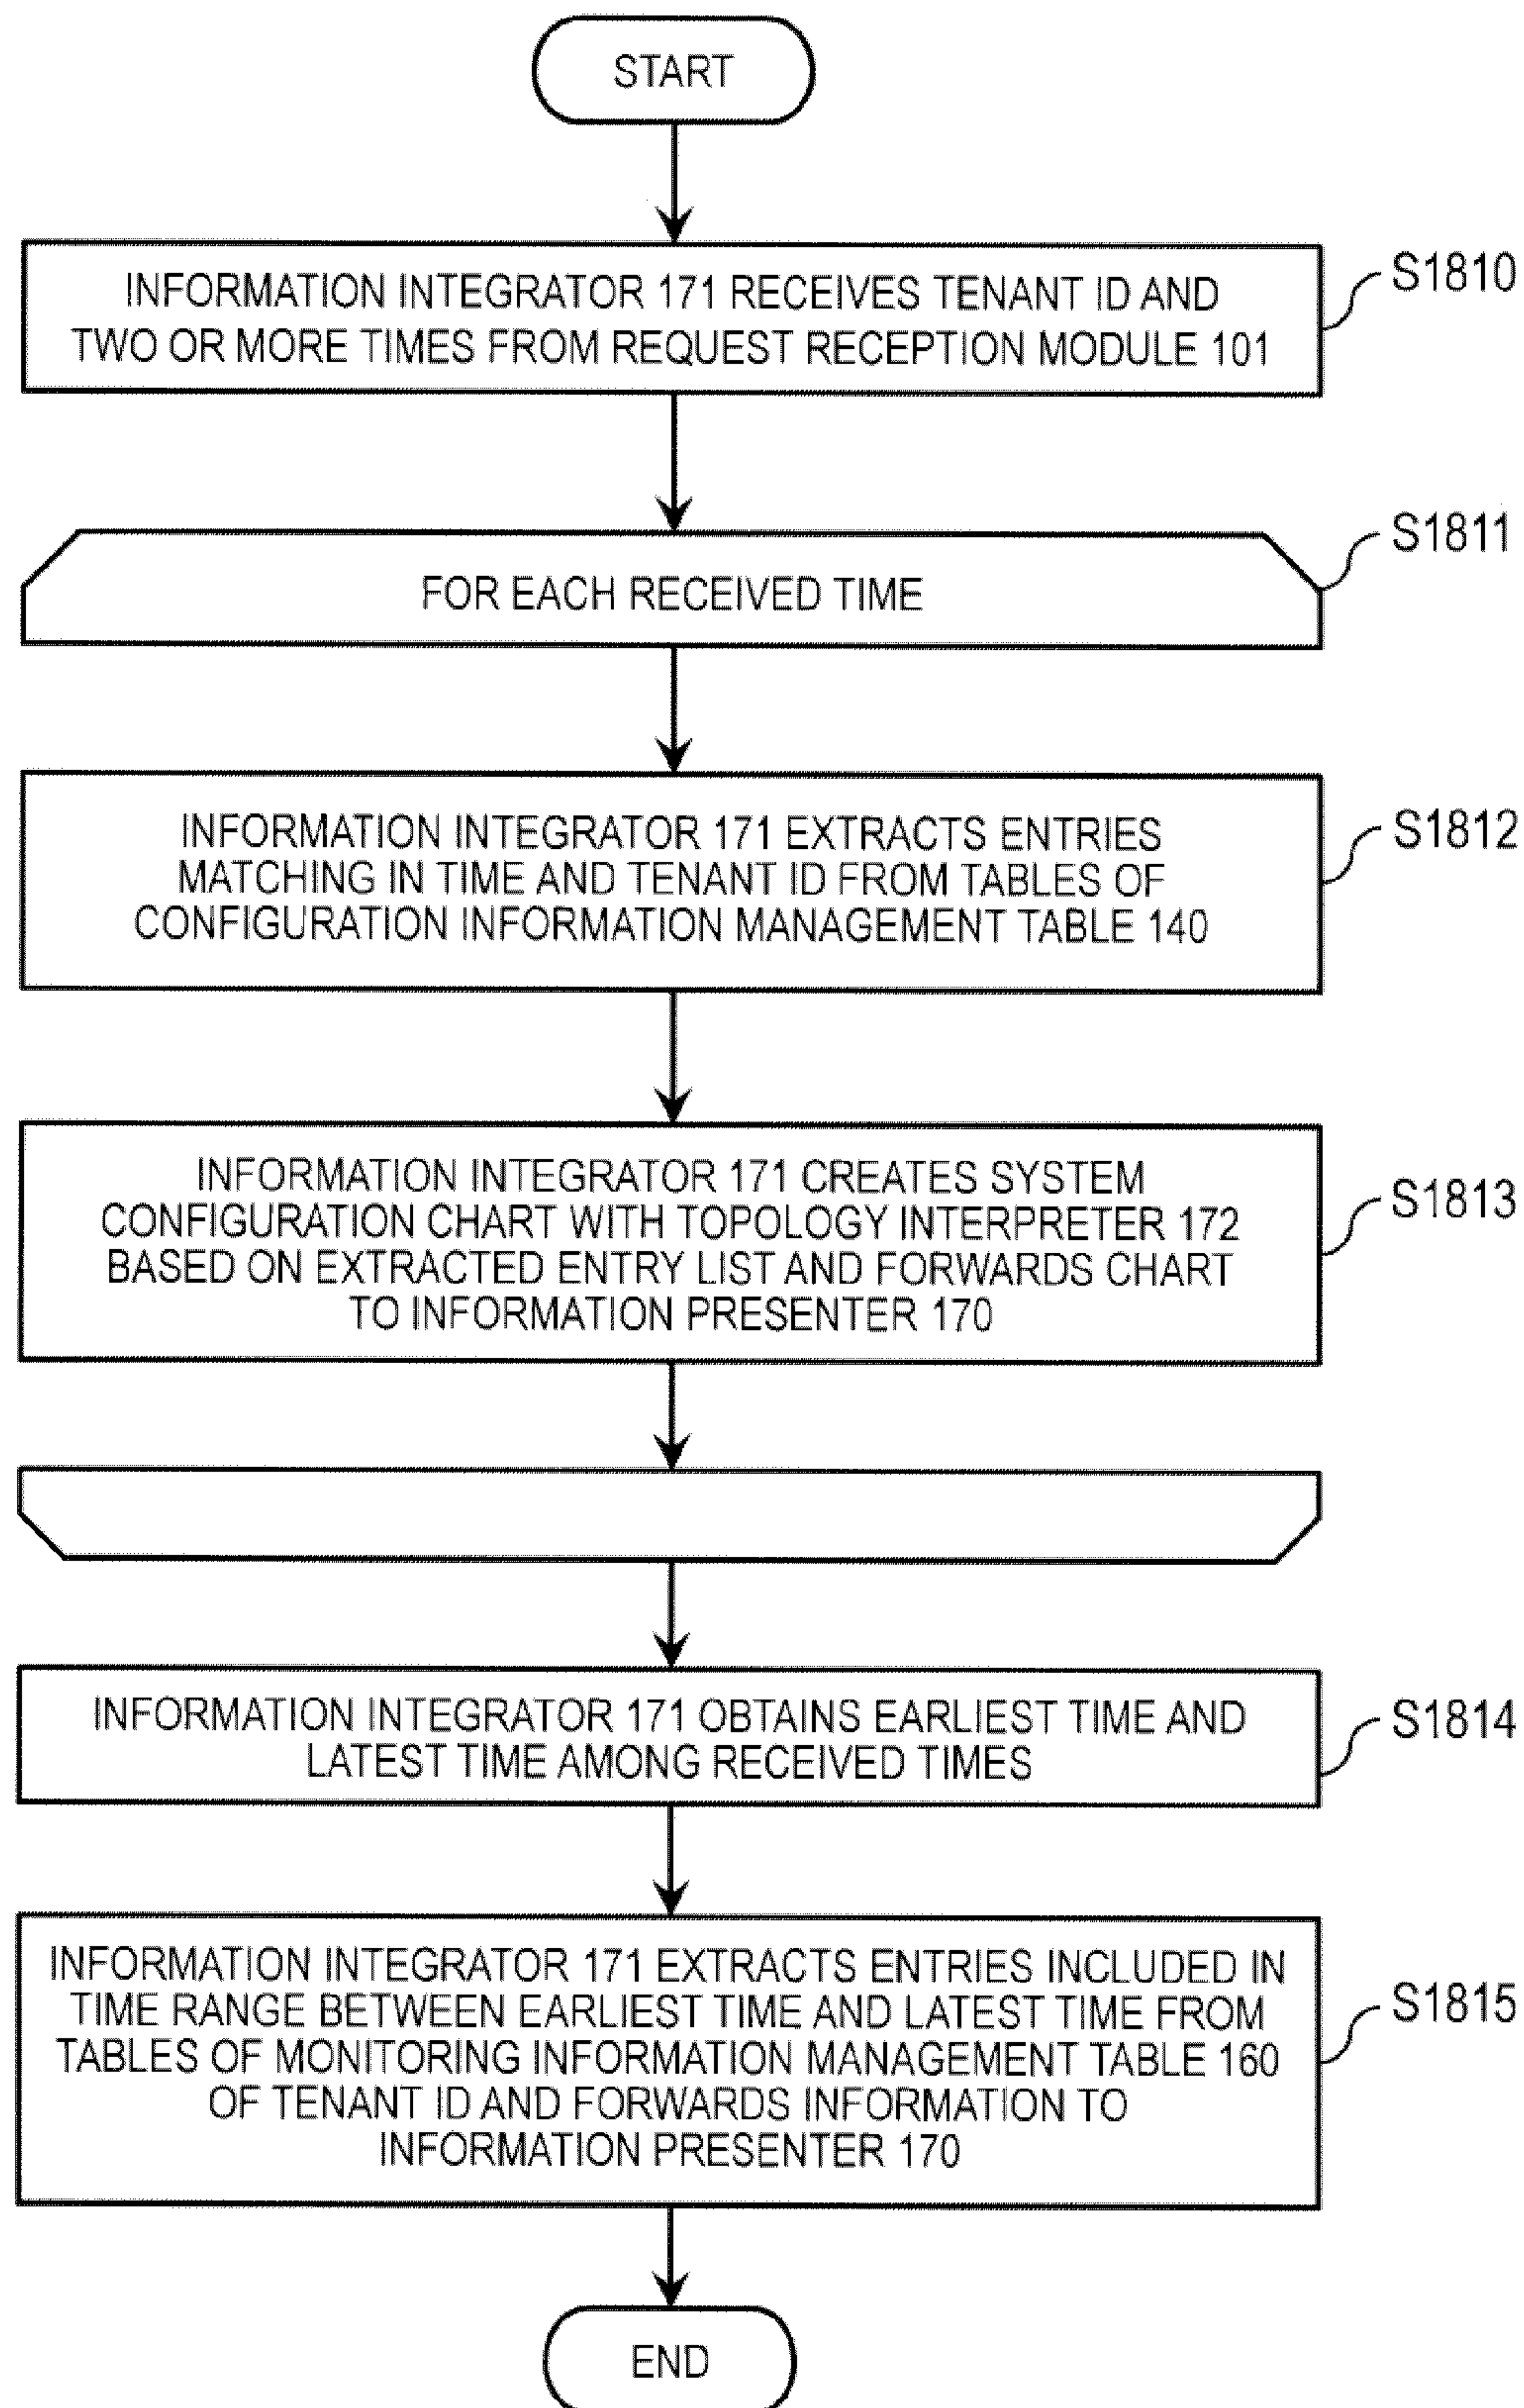 START
INFORMATION INTEGRATOR 171 RECEIVES TENANT ID AND
TWO OR MORE TIMES FROM REQUEST RECEPTION MODULE 101
S1810
FOR EACH RECEIVED TIME
S1811
INFORMATION INTEGRATOR 171 EXTRACTS ENTRIES
MATCHING IN TIME AND TENANT ID FROM TABLES OF
CONFIGURATION INFORMATION MANAGEMENT TABLE 140
S1812
INFORMATION INTEGRATOR 171 CREATES SYSTEM
CONFIGURATION CHART WITH TOPOLOGY INTERPRETER 172
BASED ON EXTRACTED ENTRY LIST AND FORWARDS CHART
TO INFORMATION PRESENTER 170
S1813
INFORMATION INTEGRATOR 171 OBTAINS EARLIEST TIME AND
LATEST TIME AMONG RECEIVED TIMES
S1814
INFORMATION INTEGRATOR 171 EXTRACTS ENTRIES INCLUDED IN
TIME RANGE BETWEEN EARLIEST TIME AND LATEST TIME FROM
TABLES OF MONITORING INFORMATION MANAGEMENT TABLE 160
OF TENANT ID AND FORWARDS INFORMATION TO
INFORMATION PRESENTER 170
S1815
END